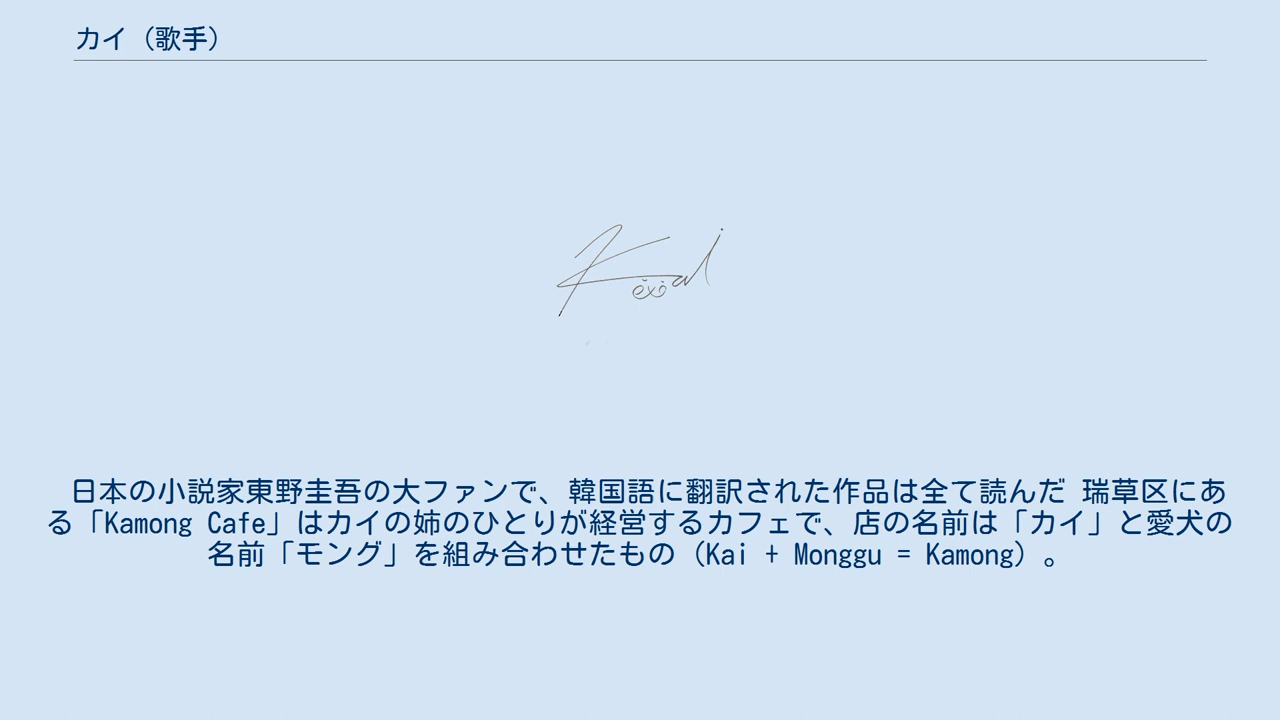 カイ（歌手）
Kai
exo
日本の小説家東野圭吾の大ファンで、韓国語に翻訳された作品は全て読んだ 瑞草区にあ
る「Kamong Cafe」はカイの姉のひとりが経営するカフェで、店の名前は「カイ」と愛犬の
名前「モング」を組み合わせたもの（Kai + Monggu = Kamong）。